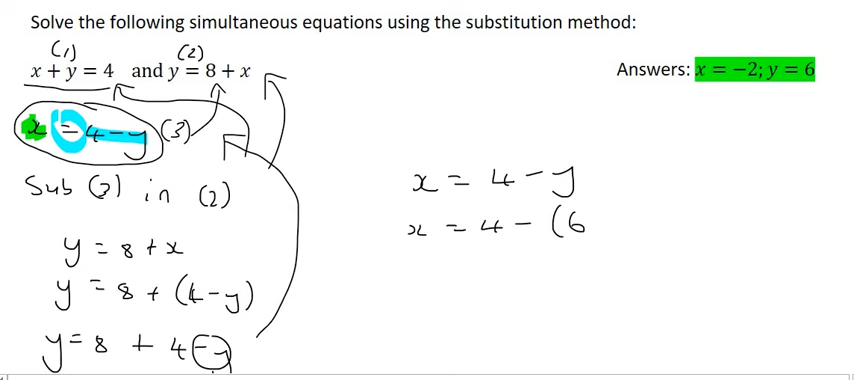 Solve the following simultaneous equations using the substitution method:
(1) (2)
x + y = 4 and y = 8 + x
Answers: x = −2; y = 6
x = 4 - y (3)
Sub (3) in (2)
y = 8 + x
y = 8 + (4 - y)
y = 8 + 4 - y
x = 4 - y
x = 4 - (6